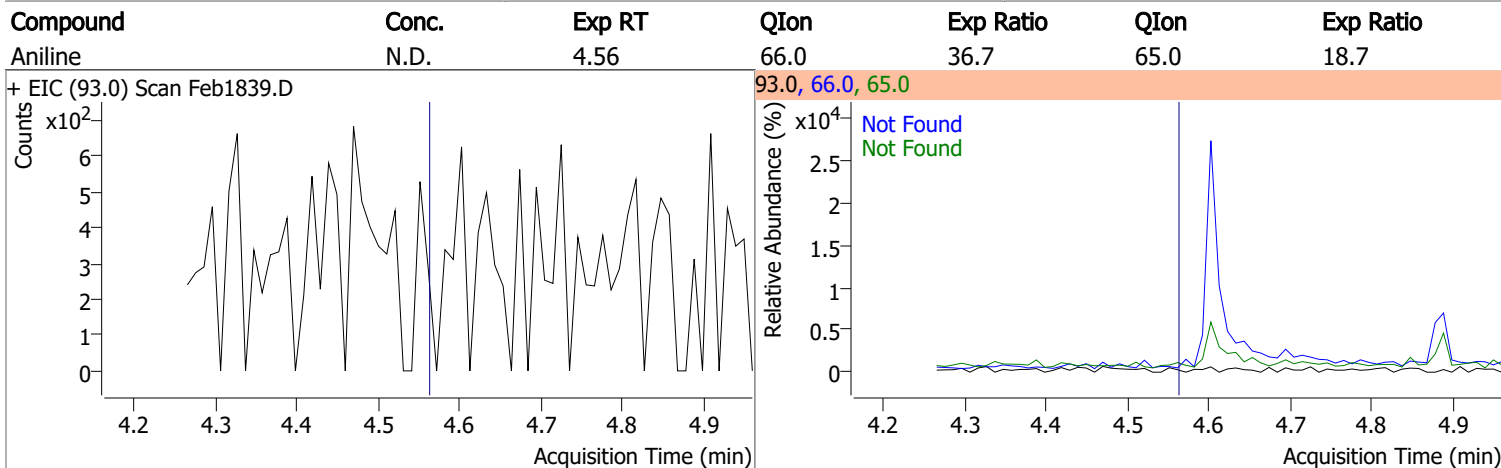 Compound Conc. Exp RT QIon Exp Ratio QIon Exp Ratio
Aniline N.D. 4.56 66.0 36.7 65.0 18.7
+ EIC (93.0) Scan Feb1839.D
Counts
x10²
6
5
4
3
2
1
0
4.2 4.3 4.4 4.5 4.6 4.7 4.8 4.9
Acquisition Time (min)
93.0, 66.0, 65.0
Relative Abundance (%)
x10⁴
Not Found
Not Found
2.5
2
1.5
1
0.5
0
4.2 4.3 4.4 4.5 4.6 4.7 4.8 4.9
Acquisition Time (min)